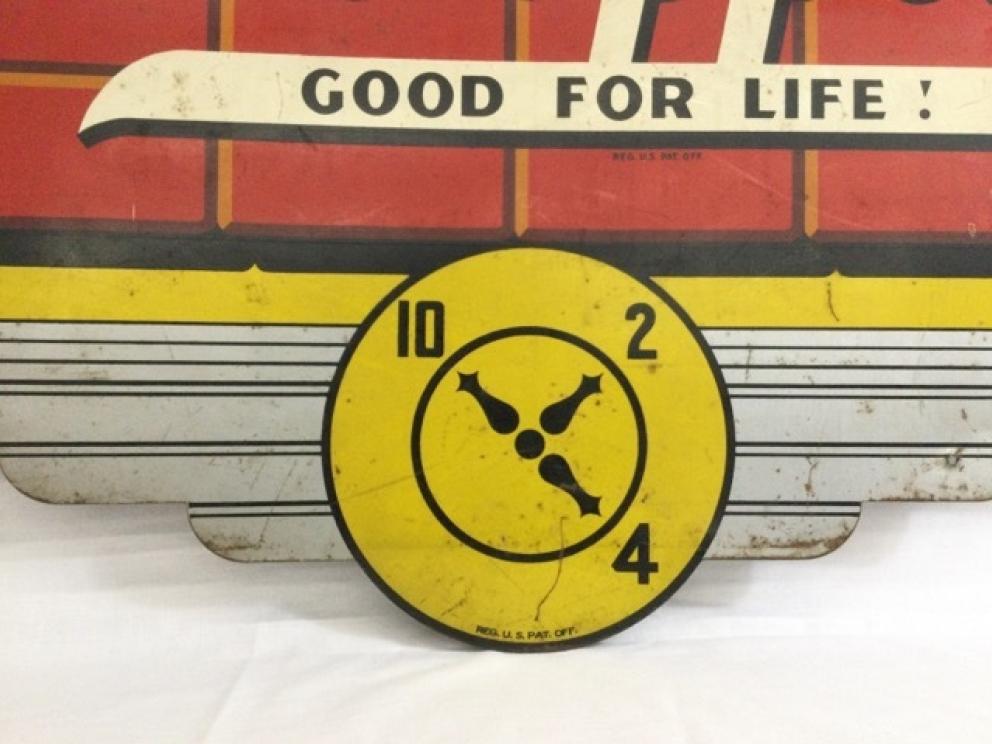 GOOD FOR LIFE!
REG. U.S. PAT. OFF.
10 2
4
REG. U. S. PAT. OFF.